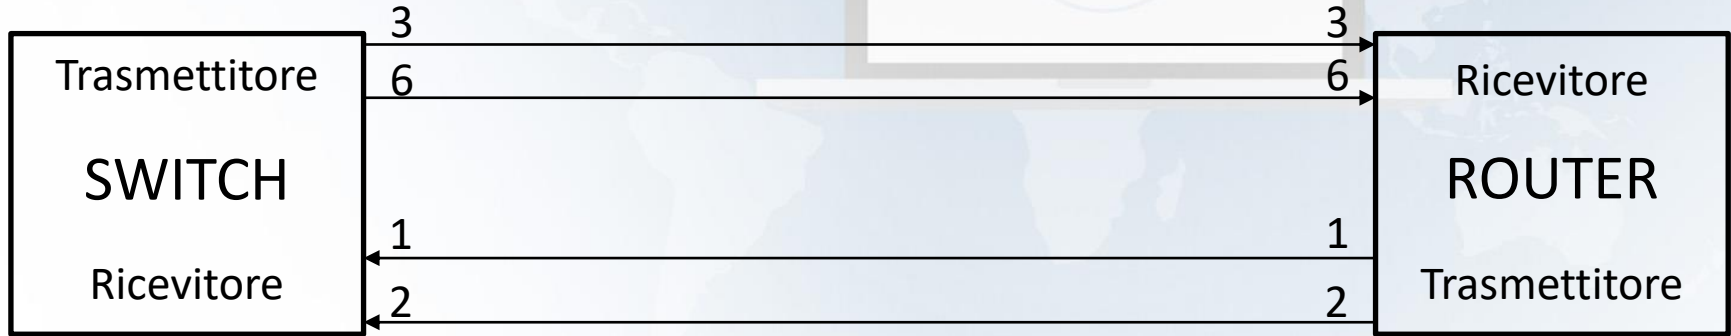 3 3
Trasmettitore 6 6 Ricevitore
SWITCH ROUTER
1 1
Ricevitore 2 2 Trasmettitore